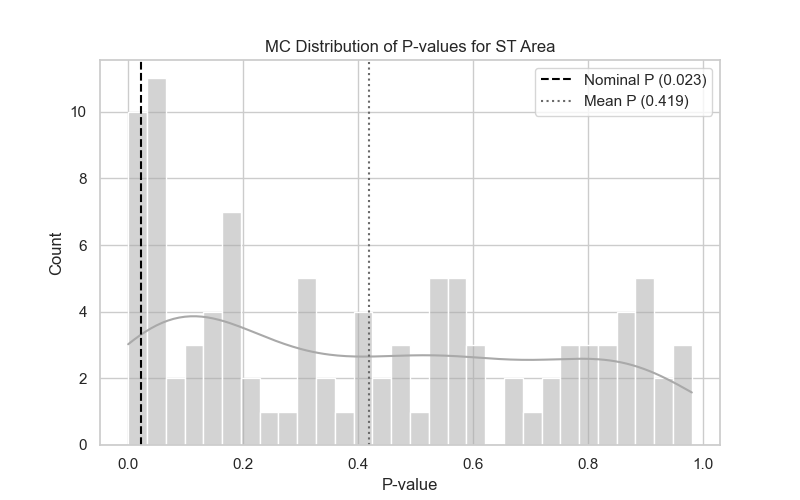 MC Distribution of P-values for ST Area
Nominal P (0.023)
Mean P (0.419)
Count
10
8
6
4
2
0
0.0 0.2 0.4 0.6 0.8 1.0
P-value